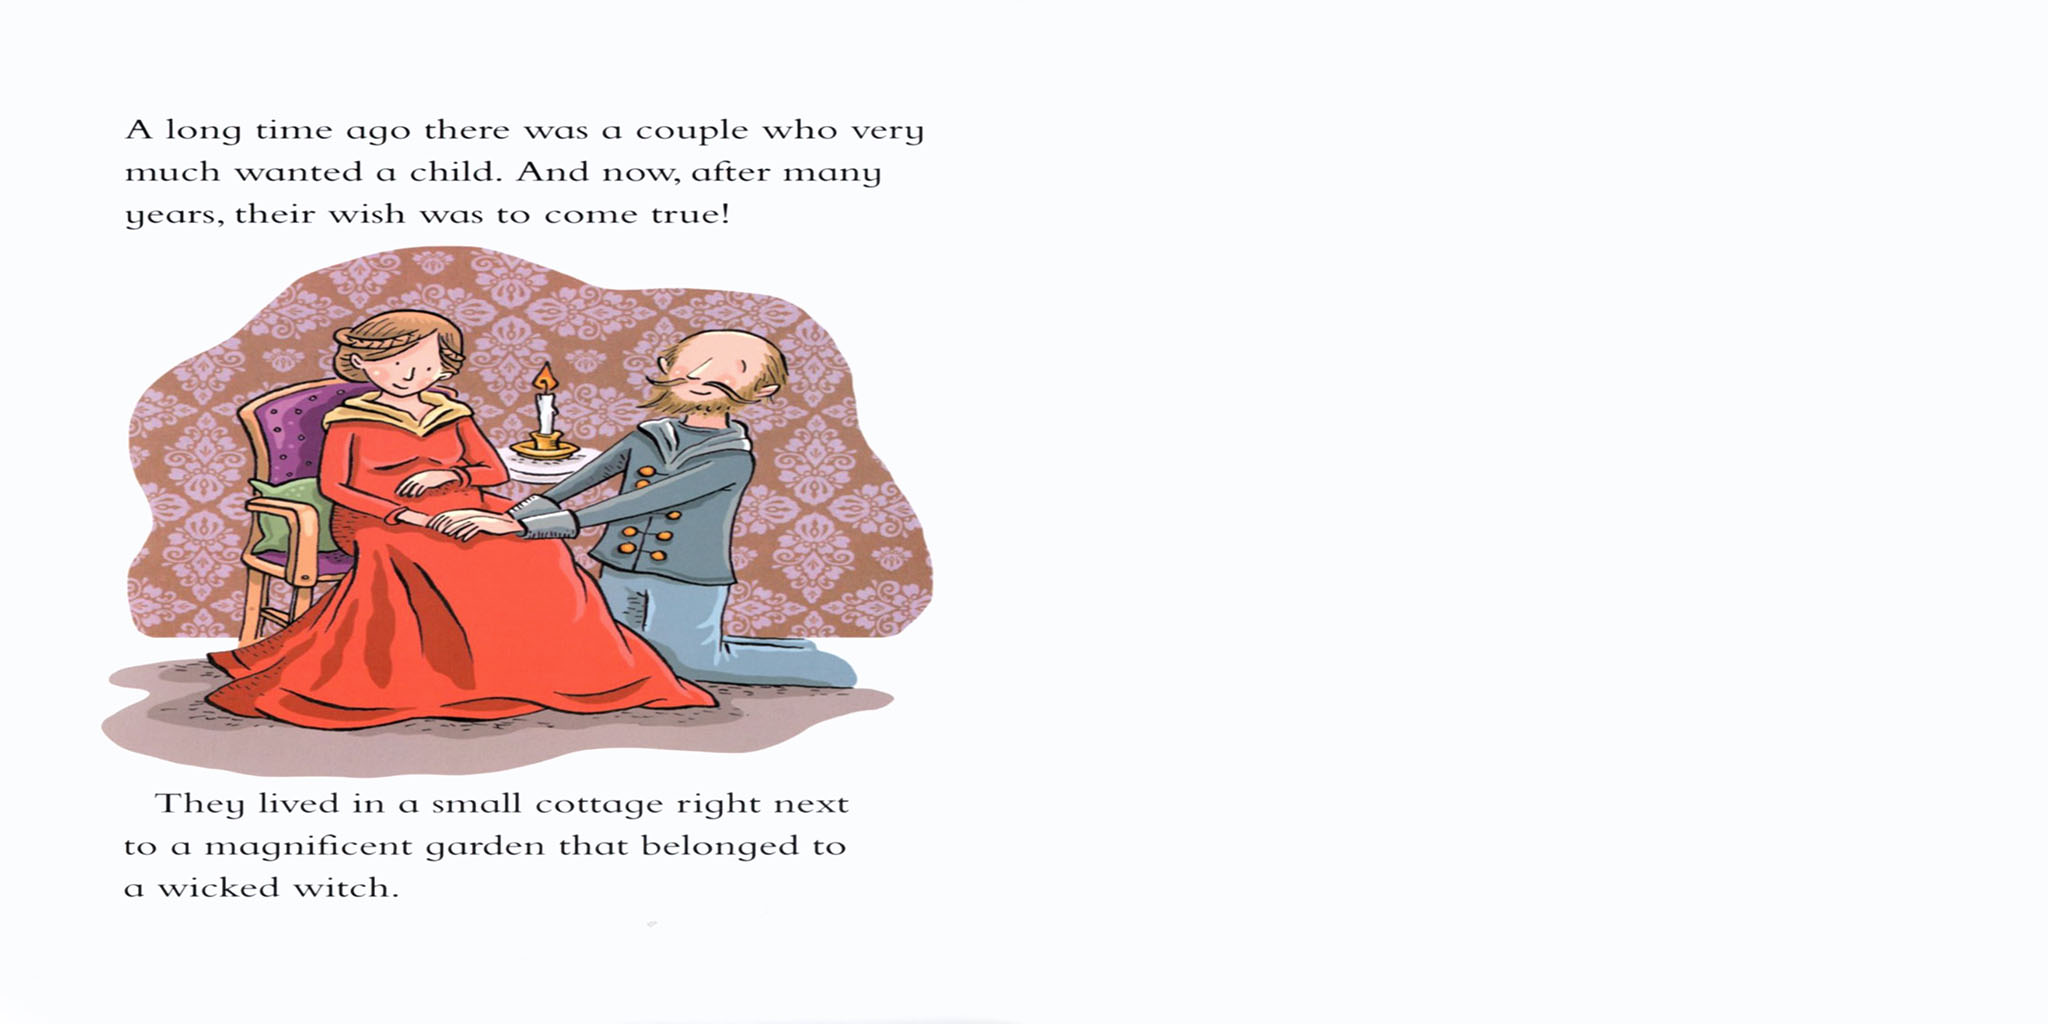 A long time ago there was a couple who very
much wanted a child. And now, after many
years, their wish was to come true!
They lived in a small cottage right next
to a magnificent garden that belonged to
a wicked witch.